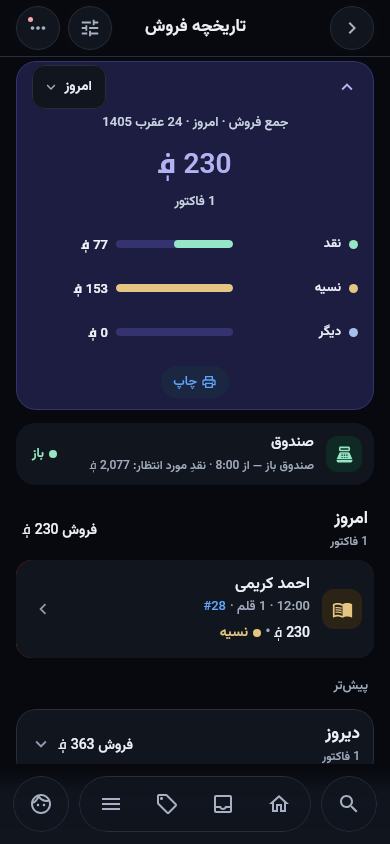 تاریخچه فروش
امروز
جمع فروش · امروز · 24 عقرب 1405
230 ؋
1 فاکتور
نقد 77 ؋
نسیه 153 ؋
دیگر 0 ؋
چاپ
صندوق
باز
صندوق باز — از 8:00 · نقدِ مورد انتظار: 2,077 ؋
امروز
فروش 230 ؋
1 فاکتور
احمد کریمی
12:00 · 1 قلم · #28
230 ؋ • نسیه
پیش‌تر
دیروز
فروش 363 ؋
1 فاکتور